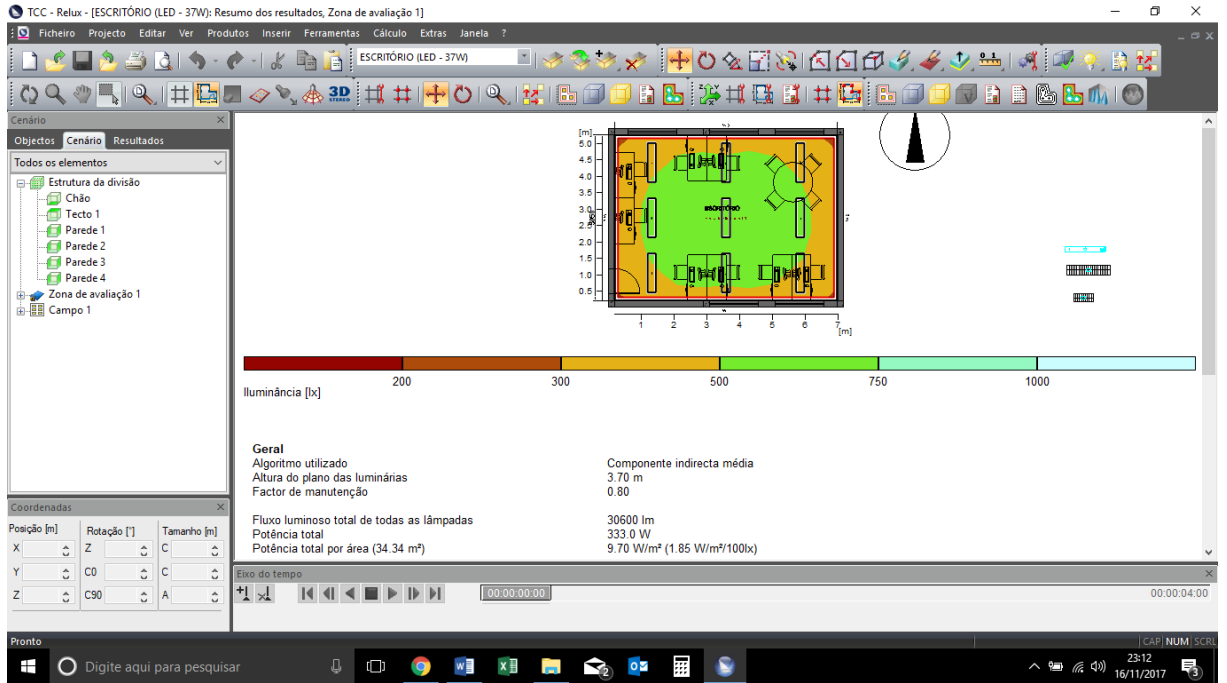 TCC - Relux - [ESCRITÓRIO (LED - 37W): Resumo dos resultados, Zona de avaliação 1]
Ficheiro Projecto Editar Ver Produtos Inserir Ferramentas Cálculo Extras Janela ?
ESCRITÓRIO (LED - 37W)
3D
STEREO
Cenário
Objectos Cenário Resultados
Todos os elementos
Estrutura da divisão
Chão
Tecto 1
Parede 1
Parede 2
Parede 3
Parede 4
Zona de avaliação 1
Campo 1
[m]
5.0
4.5
4.0
3.5
3.0
2.5
2.0
1.5
1.0
0.5
ESCRITÓRIO
1 2 3 4 5 6 7
[m]
200 300 500 750 1000
Iluminância [lx]
Geral
Algoritmo utilizado Componente indirecta média
Altura do plano das luminárias 3.70 m
Factor de manutenção 0.80
Fluxo luminoso total de todas as lâmpadas 30600 lm
Potência total 333.0 W
Potência total por área (34.34 m²) 9.70 W/m² (1.85 W/m²/100lx)
Coordenadas
Posição [m] Rotação [°] Tamanho [m]
X Z C
Y C0 C
Z C90 A
Eixo do tempo
00:00:00:00 00:00:04:00
Pronto CAP NUM SCRL
Digite aqui para pesquisar
23:12
16/11/2017